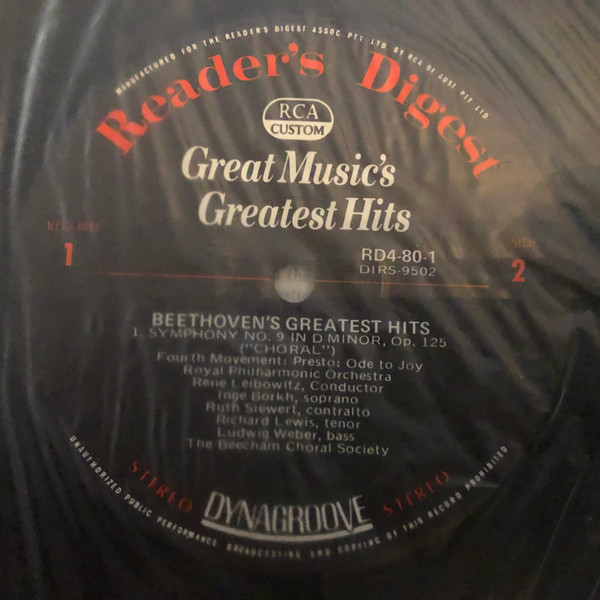 MANUFACTURED FOR THE READER'S DIGEST ASSOC. PTY. LTD. BY RCA OF AUST. PTY. LTD
Reader's Digest
RCA
CUSTOM
Great Music's
Greatest Hits
RECORD
1
SIDE
2
RD4-80-1
DIRS-9502
BEETHOVEN'S GREATEST HITS
1. SYMPHONY NO. 9 IN D MINOR, Op. 125
("CHORAL")
Fourth Movement: Presto; Ode to Joy
Royal Philharmonic Orchestra
Rene Leibowitz, Conductor
Inge Borkh, soprano
Ruth Siewert, contralto
Richard Lewis, tenor
Ludwig Weber, bass
The Beecham Choral Society
STEREO DYNAGROOVE STEREO
UNAUTHORIZED PUBLIC PERFORMANCE BROADCASTING AND COPYING OF THIS RECORD PROHIBITED